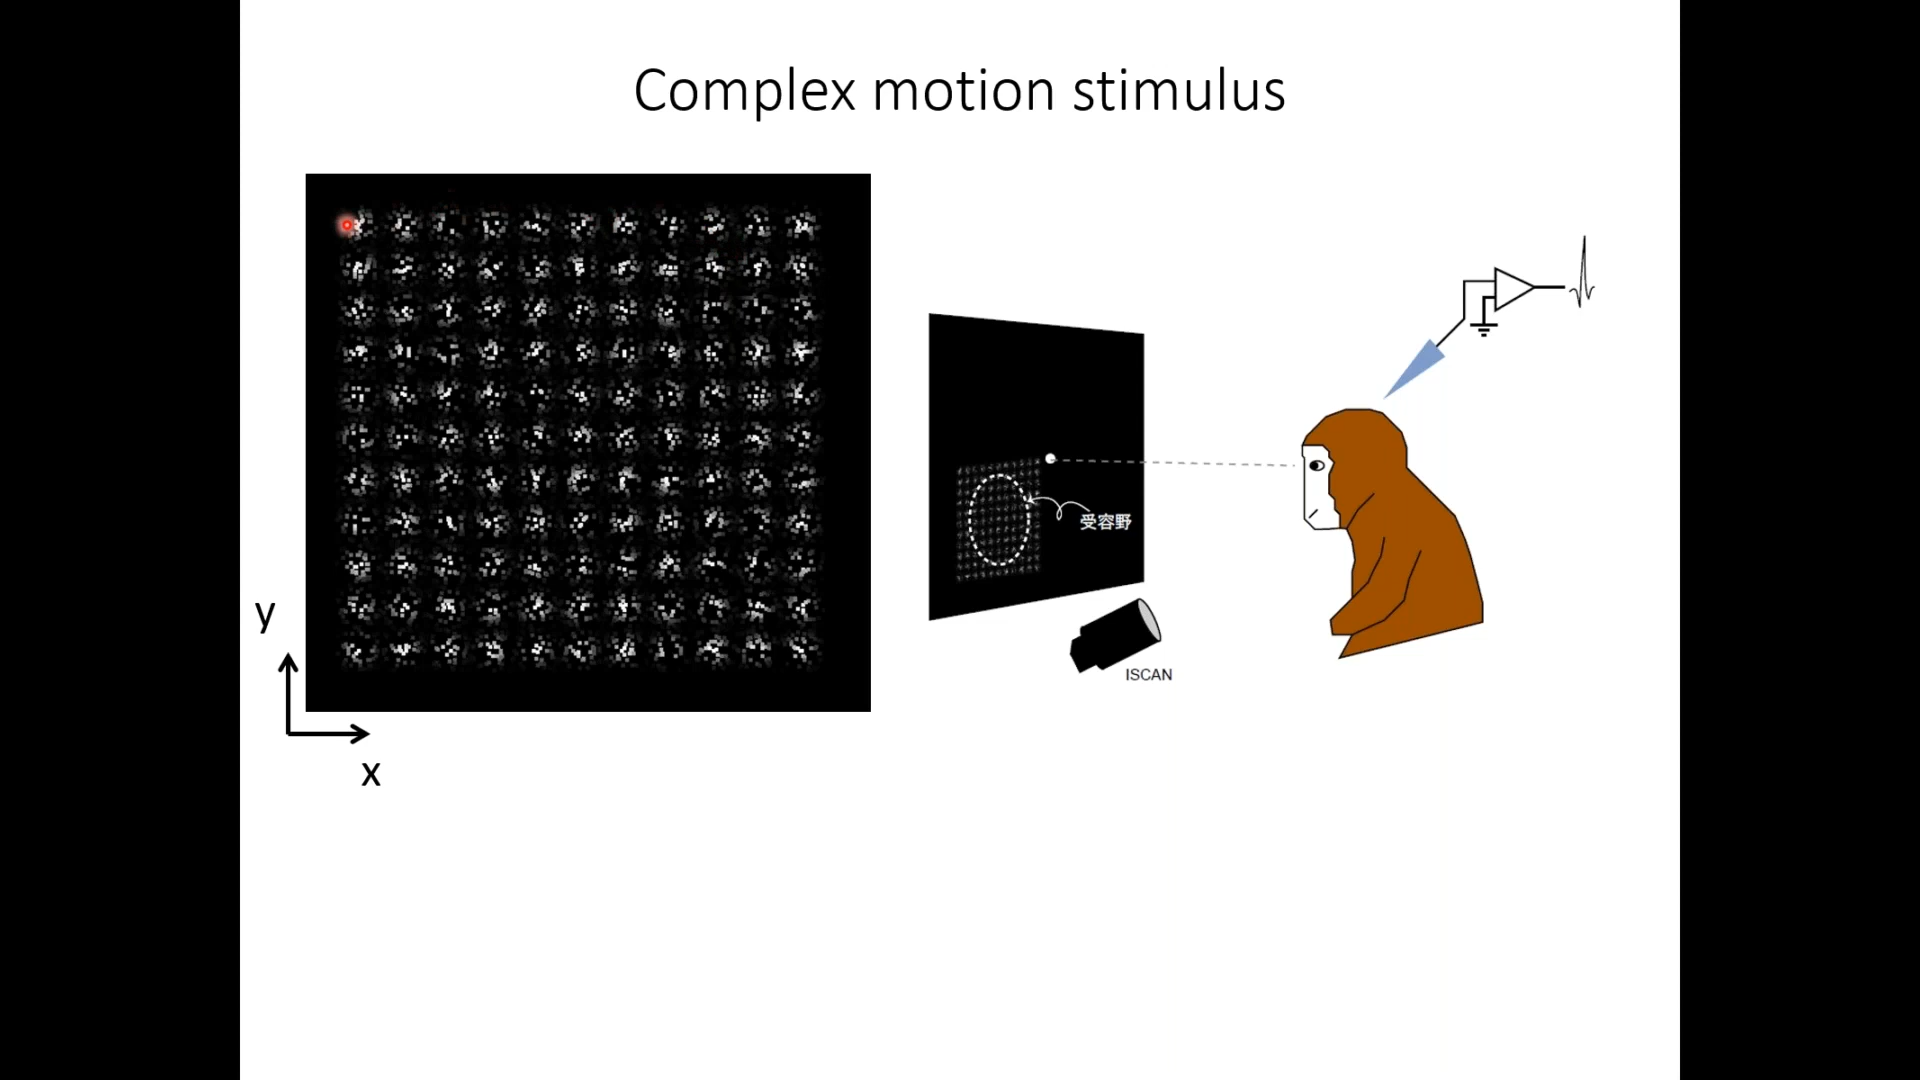 Complex motion stimulus
受容野
ISCAN
y
x